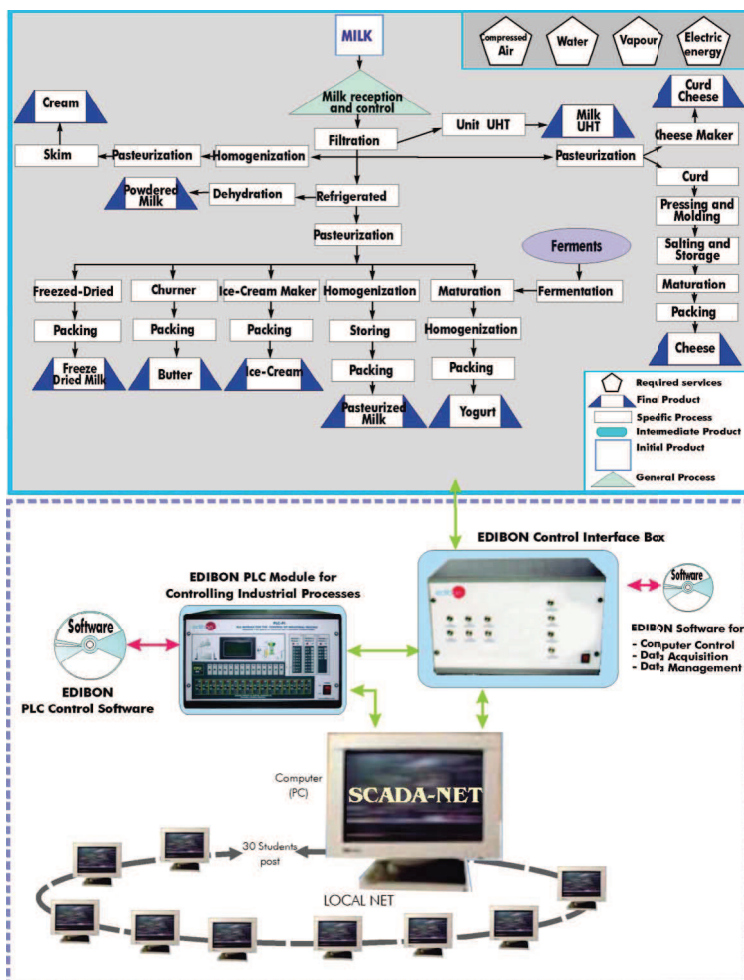 MILK
Compressed
Air
Water
Vapour
Electric
energy
Milk reception
and control
Cream
Curd
Cheese
Unit UHT
Milk
UHT
Cheese Maker
Filtration
Skim
Pasteurization
Homogenization
Pasteurization
Curd
Powdered
Milk
Dehydration
Refrigerated
Pressing and
Molding
Pasteurization
Ferments
Salting and
Storage
Freezed-Dried
Churner
Ice-Cream Maker
Homogenization
Maturation
Fermentation
Maturation
Packing
Packing
Packing
Packing
Storing
Homogenization
Freeze
Dried Milk
Butter
Ice-Cream
Packing
Packing
Cheese
Pasteurized
Milk
Yogurt
Required services
Fina Product
Specific Process
Intermediate Product
Initial Product
General Process
EDIBON Control Interface Box
EDIBON PLC Module for
Controlling Industrial Processes
Software
Software
EDIBON
PLC Control Software
EDIBON Software for
- Computer Control
- Data Acquisition
- Data Management
Computer
(PC)
SCADA-NET
30 Students
post
LOCAL NET